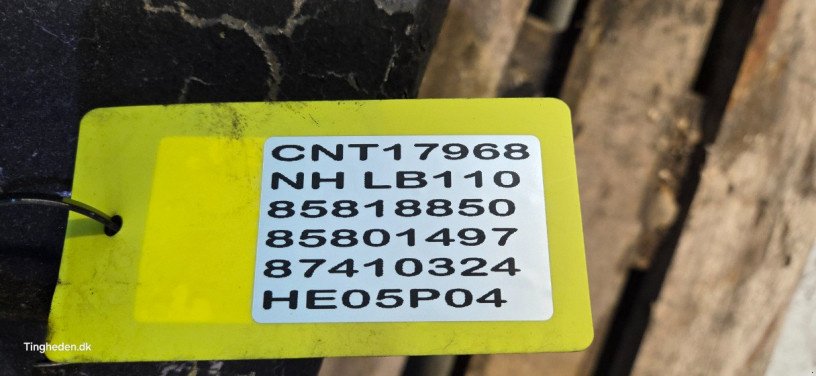 CNT17968
NH LB110
85818850
85801497
87410324
HE05P04
Tingheden.dk